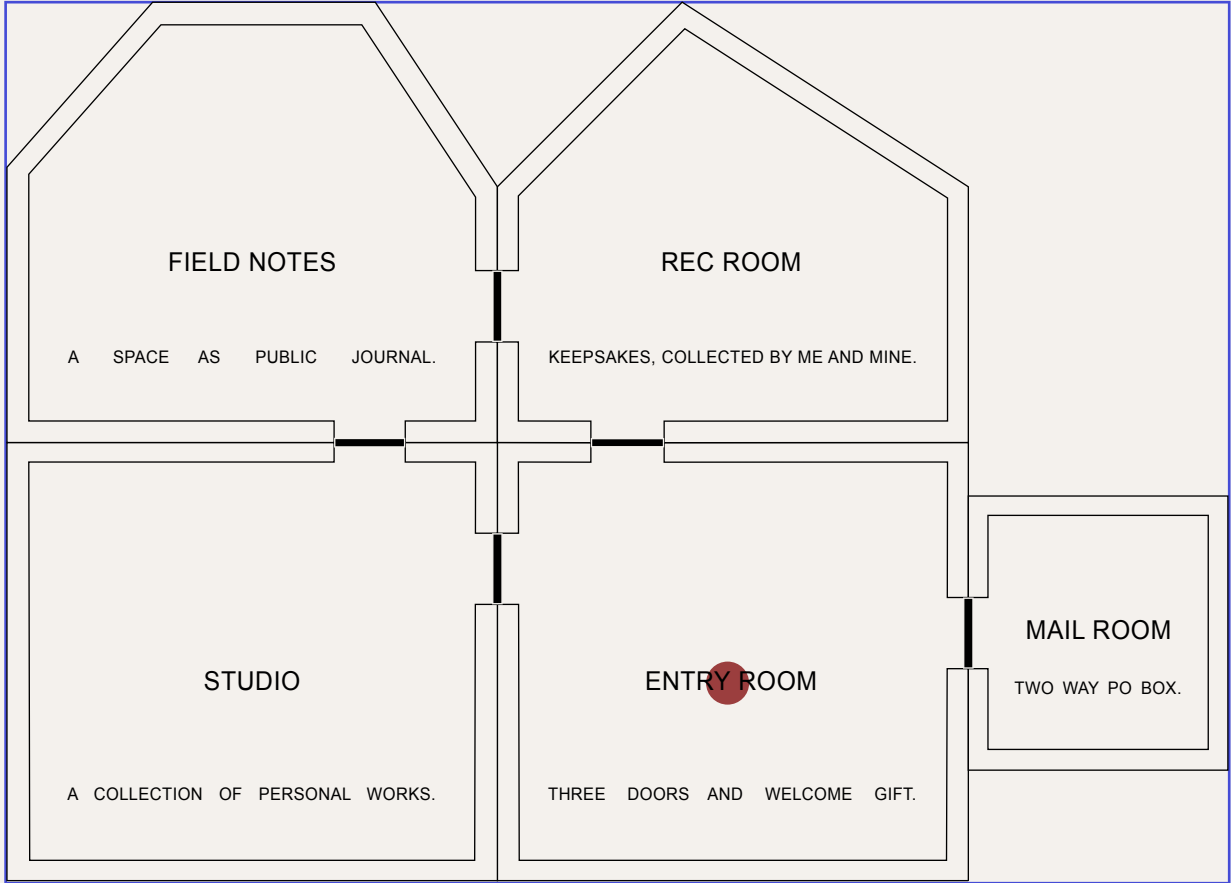 FIELD NOTES
A SPACE AS PUBLIC JOURNAL.
REC ROOM
KEEPSAKES, COLLECTED BY ME AND MINE.
STUDIO
A COLLECTION OF PERSONAL WORKS.
ENTRY ROOM
THREE DOORS AND WELCOME GIFT.
MAIL ROOM
TWO WAY PO BOX.